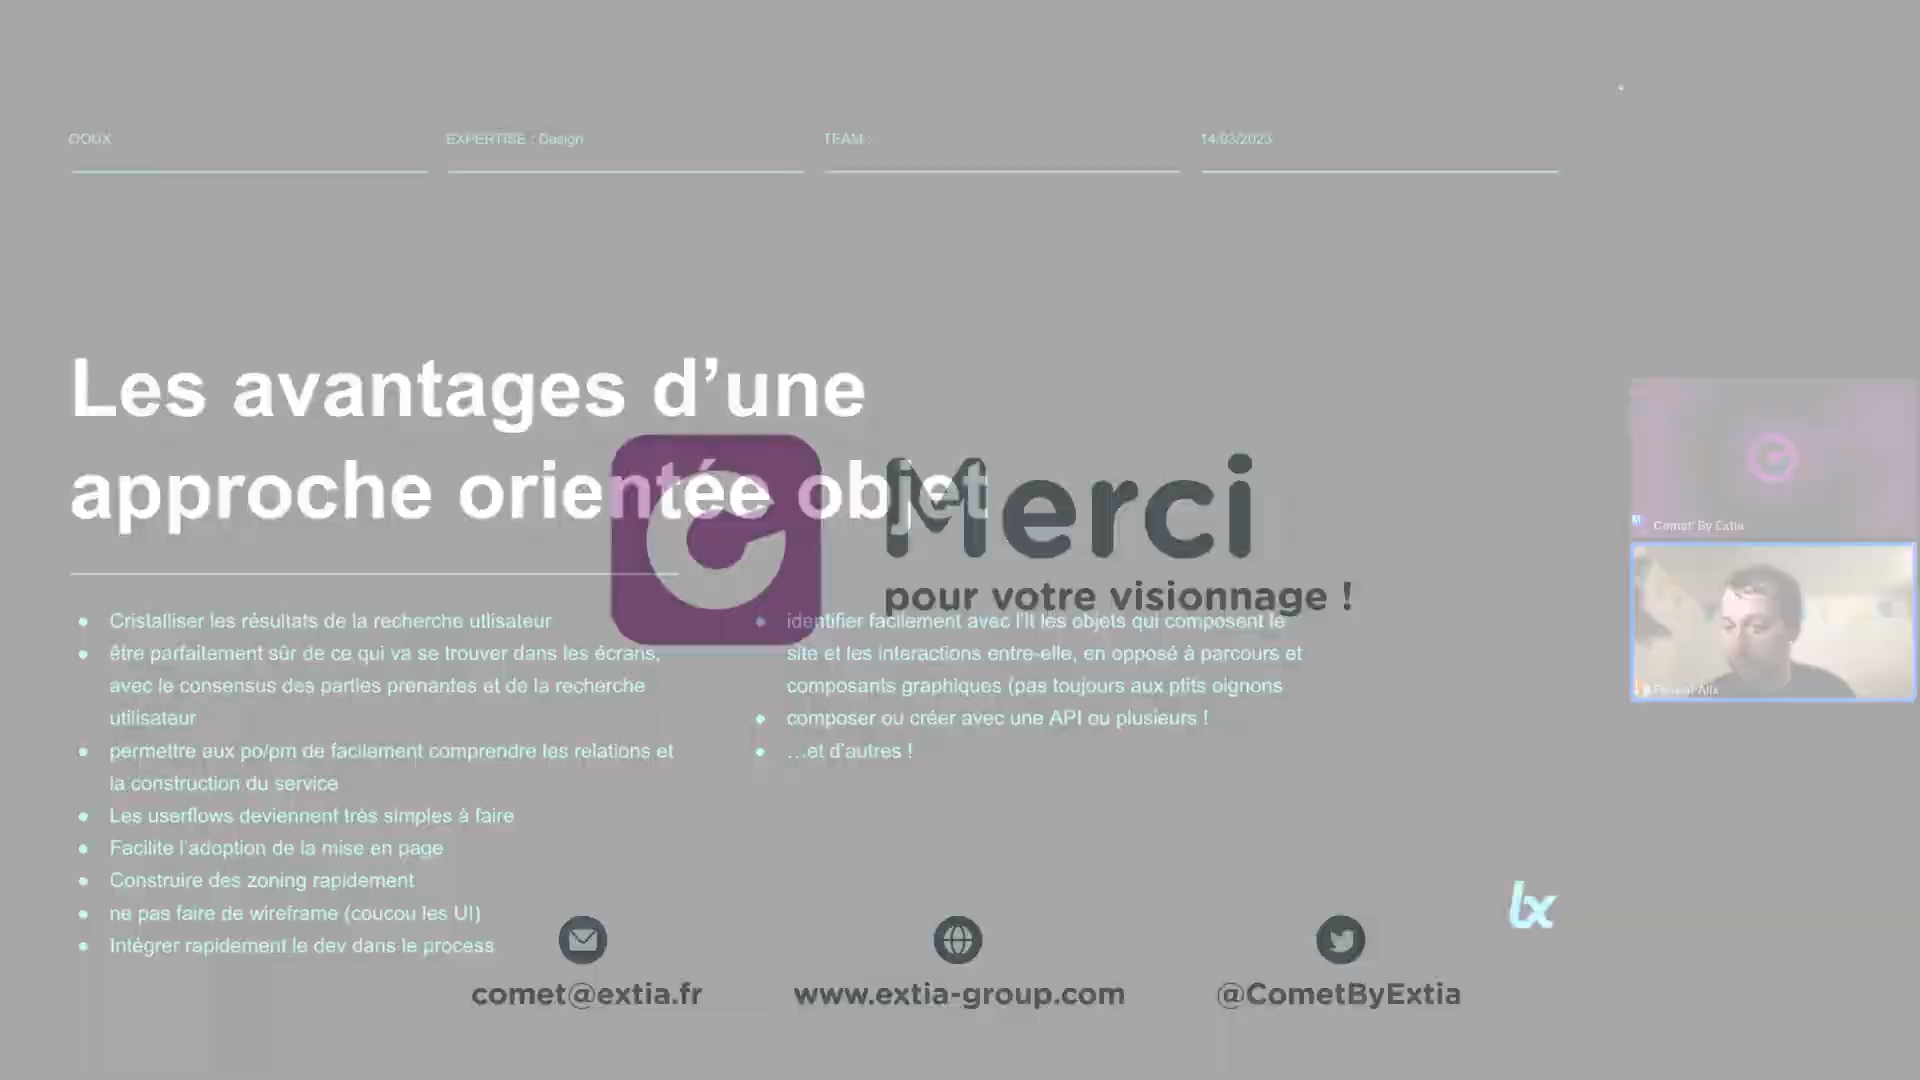 OOUX
EXPERTISE : Design
TEAM :
14/03/2023
Les avantages d’une
approche orientée objet
Merci
pour votre visionnage !
Cristalliser les résultats de la recherche utlisateur
être parfaitement sûr de ce qui va se trouver dans les écrans,
avec le consensus des parties prenantes et de la recherche
utilisateur
permettre aux po/pm de facilement comprendre les relations et
la construction du service
Les userflows deviennent très simples à faire
Facilite l’adoption de la mise en page
Construire des zoning rapidement
ne pas faire de wireframe (coucou les UI)
Intégrer rapidement le dev dans le process
identifier facilement avec l’It les objets qui composent le
site et les interactions entre-elle, en opposé à parcours et
composants graphiques (pas toujours aux ptits oignons
composer ou créer avec une API ou plusieurs !
…et d’autres !
Comet' By Extia
Alix
lx
comet@extia.fr
www.extia-group.com
@CometByExtia